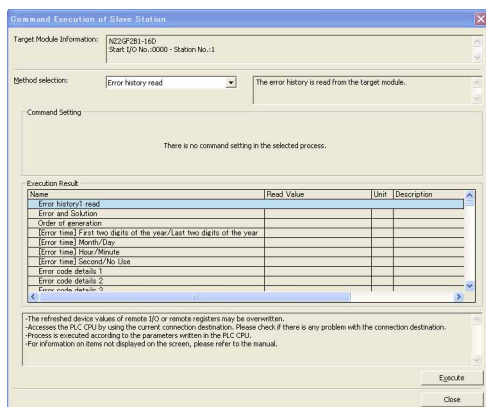 Command Execution of Slave Station
Target Module Information:
NZ2GF2B1-16D
Start I/O No.:0000 - Station No.:1
Method selection:
Error history read
The error history is read from the target module.
Command Setting
There is no command setting in the selected process.
Execution Result
Name Read Value Unit Description
Error history1 read
Error and Solution
Order of generation
[Error time] First two digits of the year/Last two digits of the year
[Error time] Month/Day
[Error time] Hour/Minute
[Error time] Second/No Use
Error code details 1
Error code details 2
Error code details 3
-The refreshed device values of remote I/O or remote registers may be overwritten.
-Accesses the PLC CPU by using the current connection destination. Please check if there is any problem with the connection destination.
-Process is executed according to the parameters written in the PLC CPU.
-For information on items not displayed on the screen, please refer to the manual.
Execute
Close